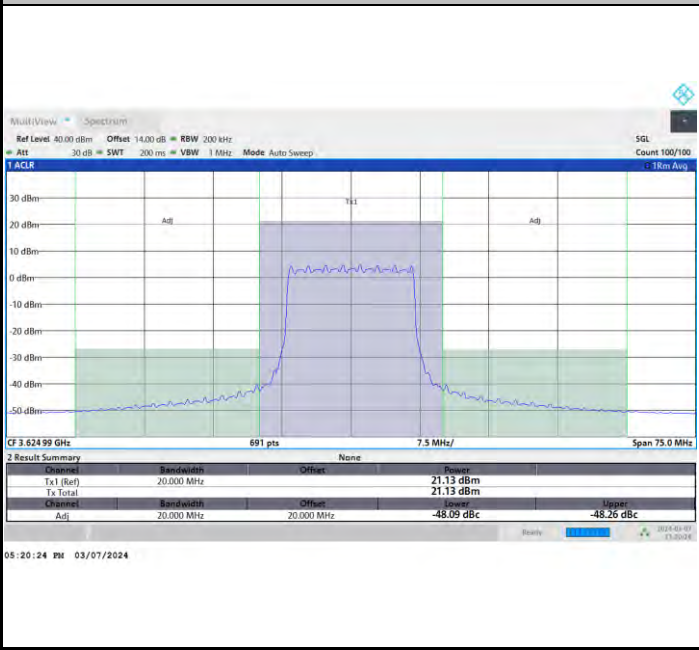 MultiView Spectrum
Ref Level 40.00 dBm Offset 14.00 dB RBW 200 kHz SGL
Att 30 dB SWT 200 ms VBW 1 MHz Mode Auto Sweep Count 100/100
1 ACLR 1Rm Avg
30 dBm
Tx1
Adj Adj
20 dBm
10 dBm
0 dBm
-10 dBm
-20 dBm
-30 dBm
-40 dBm
-50 dBm
CF 3.624 99 GHz 691 pts 7.5 MHz/ Span 75.0 MHz
2 Result Summary None
Channel Bandwidth Offset Power
Tx1 (Ref) 20.000 MHz 21.13 dBm
Tx Total 21.13 dBm
Channel Bandwidth Offset Lower Upper
Adj 20.000 MHz 20.000 MHz -48.09 dBc -48.26 dBc
Ready 2024-03-07
17:20:24
05:20:24 PM 03/07/2024